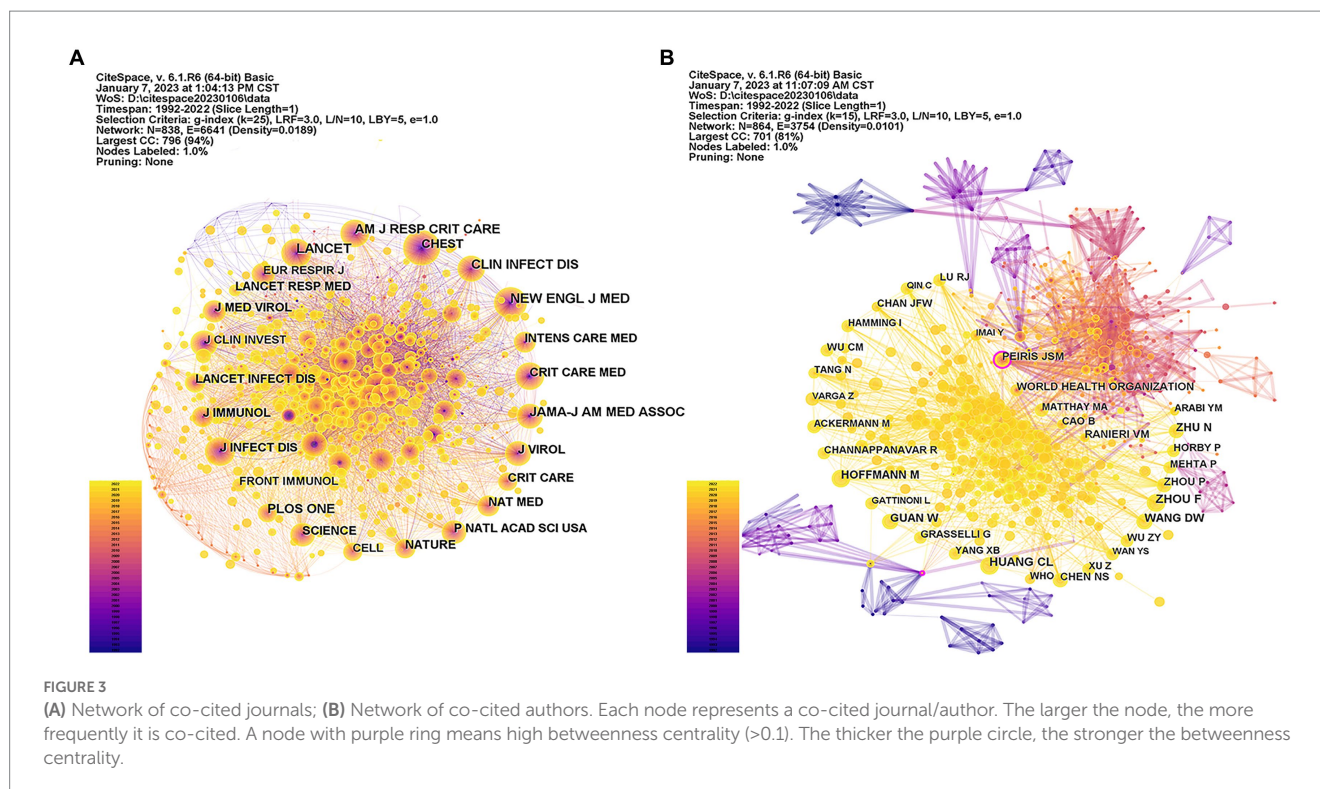 A
CiteSpace, v. 6.1.R6 (64-bit) Basic
January 7, 2023 at 1:04:13 PM CST
WoS: D:\citespace20230106\data
Timespan: 1992-2022 (Slice Length=1)
Selection Criteria: g-index (k=25), LRF=3.0, L/N=10, LBY=5, e=1.0
Network: N=838, E=6641 (Density=0.0189)
Largest CC: 796 (94%)
Nodes Labeled: 1.0%
Pruning: None
AM J RESP CRIT CARE
CHEST
LANCET
CLIN INFECT DIS
EUR RESPIR J
LANCET RESP MED
NEW ENGL J MED
J MED VIROL
J CLIN INVEST
INTENS CARE MED
LANCET INFECT DIS
CRIT CARE MED
J IMMUNOL
JAMA-J AM MED ASSOC
J INFECT DIS
J VIROL
FRONT IMMUNOL
CRIT CARE
PLOS ONE
NAT MED
SCIENCE
P NATL ACAD SCI USA
CELL
NATURE
B
CiteSpace, v. 6.1.R6 (64-bit) Basic
January 7, 2023 at 11:07:09 AM CST
WoS: D:\citespace20230106\data
Timespan: 1992-2022 (Slice Length=1)
Selection Criteria: g-index (k=15), LRF=3.0, L/N=10, LBY=5, e=1.0
Network: N=864, E=3754 (Density=0.0101)
Largest CC: 701 (81%)
Nodes Labeled: 1.0%
Pruning: None
LU RJ
QIN C
CHAN JFW
HAMMING I
IMAI Y
WU CM
PEIRIS JSM
TANG N
WORLD HEALTH ORGANIZATION
VARGA Z
MATTHAY MA
ARABI YM
ACKERMANN M
CAO B
ZHU N
RANIERI VM
CHANNAPPANAVAR R
HORBY P
MEHTA P
HOFFMANN M
ZHOU P
GATTINONI L
ZHOU F
GUAN W
WANG DW
GRASSELLI G
WU ZY
YANG XB
WAN YS
HUANG CL
XU Z
WHO
CHEN NS
FIGURE 3
(A) Network of co-cited journals; (B) Network of co-cited authors. Each node represents a co-cited journal/author. The larger the node, the more
frequently it is co-cited. A node with purple ring means high betweenness centrality (>0.1). The thicker the purple circle, the stronger the betweenness
centrality.